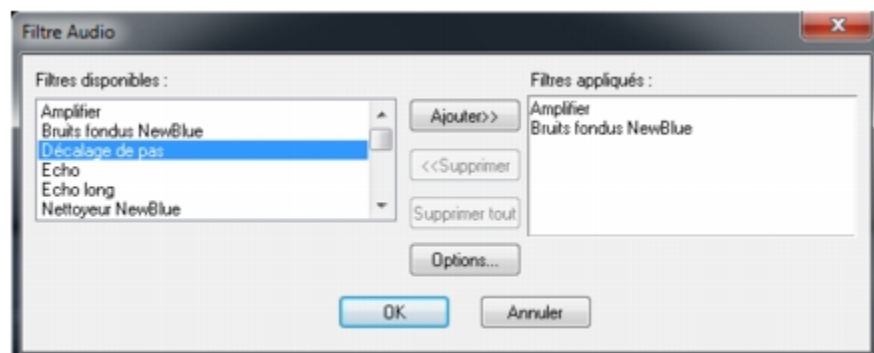 Filtre Audio
Filtres disponibles :
Amplifier
Bruits fondus NewBlue
Décalage de pas
Echo
Echo long
Nettoyeur NewBlue
Ajouter>>
<<Supprimer
Supprimer tout
Options...
Filtres appliqués :
Amplifier
Bruits fondus NewBlue
OK
Annuler